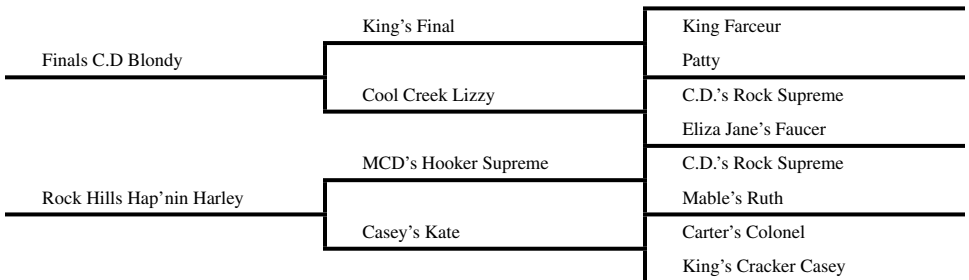 King's Final
King Farceur
Finals C.D Blondy
Patty
Cool Creek Lizzy
C.D.'s Rock Supreme
Eliza Jane's Faucer
MCD's Hooker Supreme
C.D.'s Rock Supreme
Rock Hills Hap'nin Harley
Mable's Ruth
Casey's Kate
Carter's Colonel
King's Cracker Casey